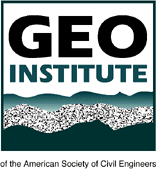 GEO
INSTITUTE
of the American Society of Civil Engineers